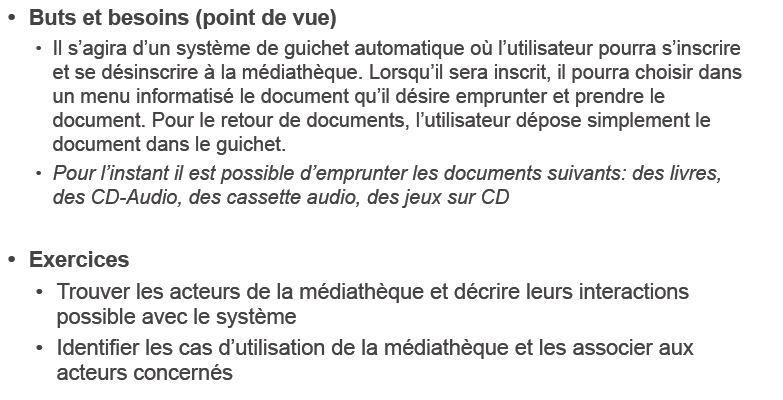 • Buts et besoins (point de vue)
• Il s’agira d’un système de guichet automatique où l’utilisateur pourra s’inscrire
et se désinscrire à la médiathèque. Lorsqu’il sera inscrit, il pourra choisir dans
un menu informatisé le document qu’il désire emprunter et prendre le
document. Pour le retour de documents, l’utilisateur dépose simplement le
document dans le guichet.
• Pour l’instant il est possible d’emprunter les documents suivants: des livres,
des CD-Audio, des cassette audio, des jeux sur CD
• Exercices
• Trouver les acteurs de la médiathèque et décrire leurs interactions
possible avec le système
• Identifier les cas d’utilisation de la médiathèque et les associer aux
acteurs concernés